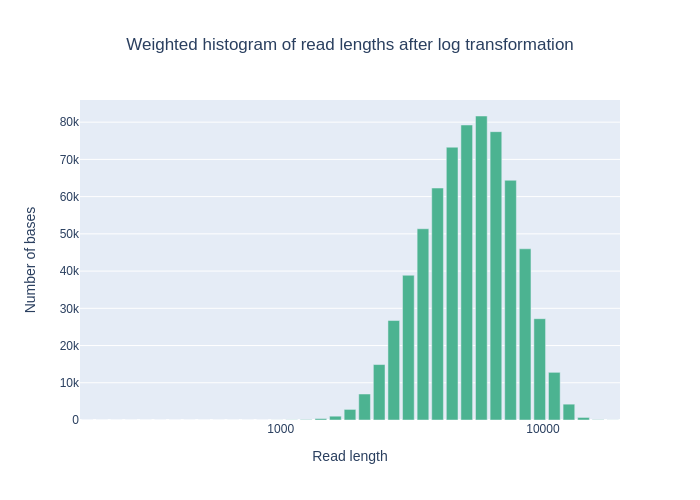 Weighted histogram of read lengths after log transformation
80k
70k
60k
50k
40k
30k
20k
10k
0
Number of bases
1000
10000
Read length